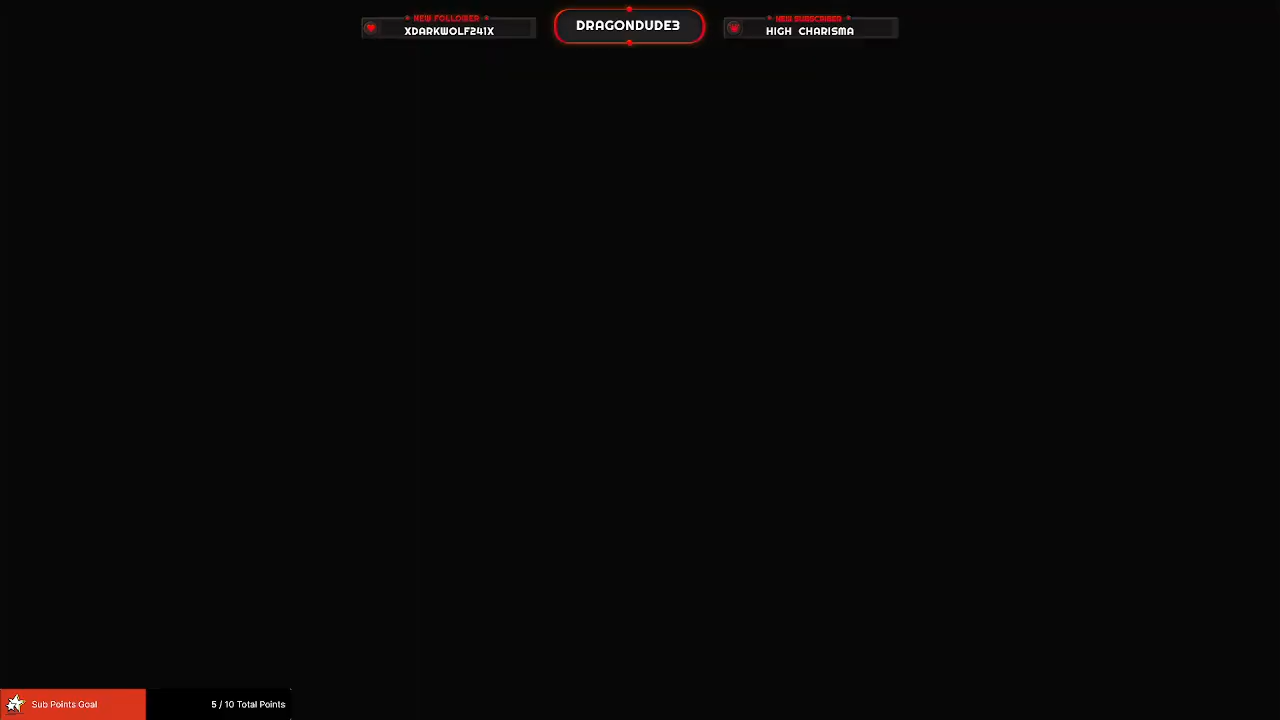 NEW FOLLOWER
XDARKWOLF241X
DRAGONDUDE3
NEW SUBSCRIBER
HIGH CHARISMA
Sub Points Goal
5 / 10 Total Points